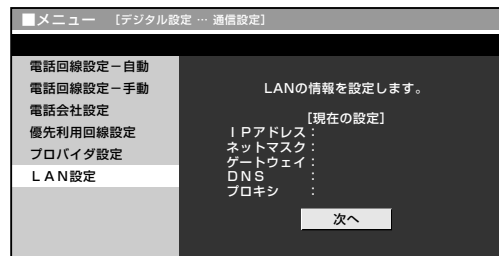 ■メニュー [デジタル設定 … 通信設定]
電話回線設定－自動
電話回線設定－手動
電話会社設定
優先利用回線設定
プロバイダ設定
ＬＡＮ設定
LANの情報を設定します。
[現在の設定]
ＩＰアドレス：
ネットマスク：
ゲートウェイ：
ＤＮＳ　　　：
プロキシ　　：
次へ